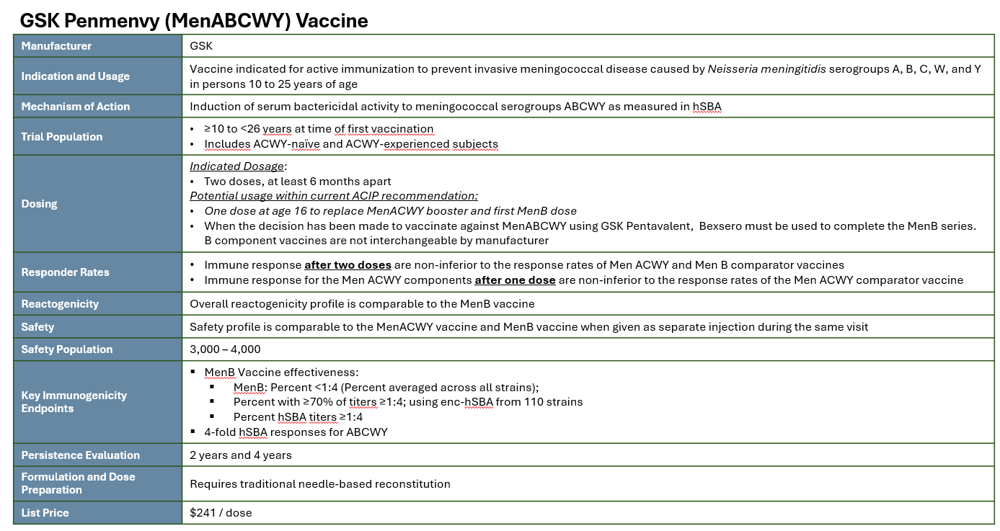 GSK Penmenvy (MenABCWY) Vaccine
Manufacturer
GSK
Indication and Usage
Vaccine indicated for active immunization to prevent invasive meningococcal disease caused by Neisseria meningitidis serogroups A, B, C, W, and Y
in persons 10 to 25 years of age
Mechanism of Action
Induction of serum bactericidal activity to meningococcal serogroups ABCWY as measured in hSBA
Trial Population
• ≥10 to <26 years at time of first vaccination
• Includes ACWY-naïve and ACWY-experienced subjects
Dosing
Indicated Dosage:
• Two doses, at least 6 months apart
Potential usage within current ACIP recommendation:
• One dose at age 16 to replace MenACWY booster and first MenB dose
• When the decision has been made to vaccinate against MenABCWY using GSK Pentavalent,  Bexsero must be used to complete the MenB series.
B component vaccines are not interchangeable by manufacturer
Responder Rates
• Immune response after two doses are non-inferior to the response rates of Men ACWY and Men B comparator vaccines
• Immune response for the Men ACWY components after one dose are non-inferior to the response rates of the Men ACWY comparator vaccine
Reactogenicity
Overall reactogenicity profile is comparable to the MenB vaccine
Safety
Safety profile is comparable to the MenACWY vaccine and MenB vaccine when given as separate injection during the same visit
Safety Population
3,000 – 4,000
Key Immunogenicity
Endpoints
▪ MenB Vaccine effectiveness:
▪ MenB: Percent <1:4 (Percent averaged across all strains);
▪ Percent with ≥70% of titers ≥1:4; using enc-hSBA from 110 strains
▪ Percent hSBA titers ≥1:4
▪ 4-fold hSBA responses for ABCWY
Persistence Evaluation
2 years and 4 years
Formulation and Dose
Preparation
Requires traditional needle-based reconstitution
List Price
$241 / dose